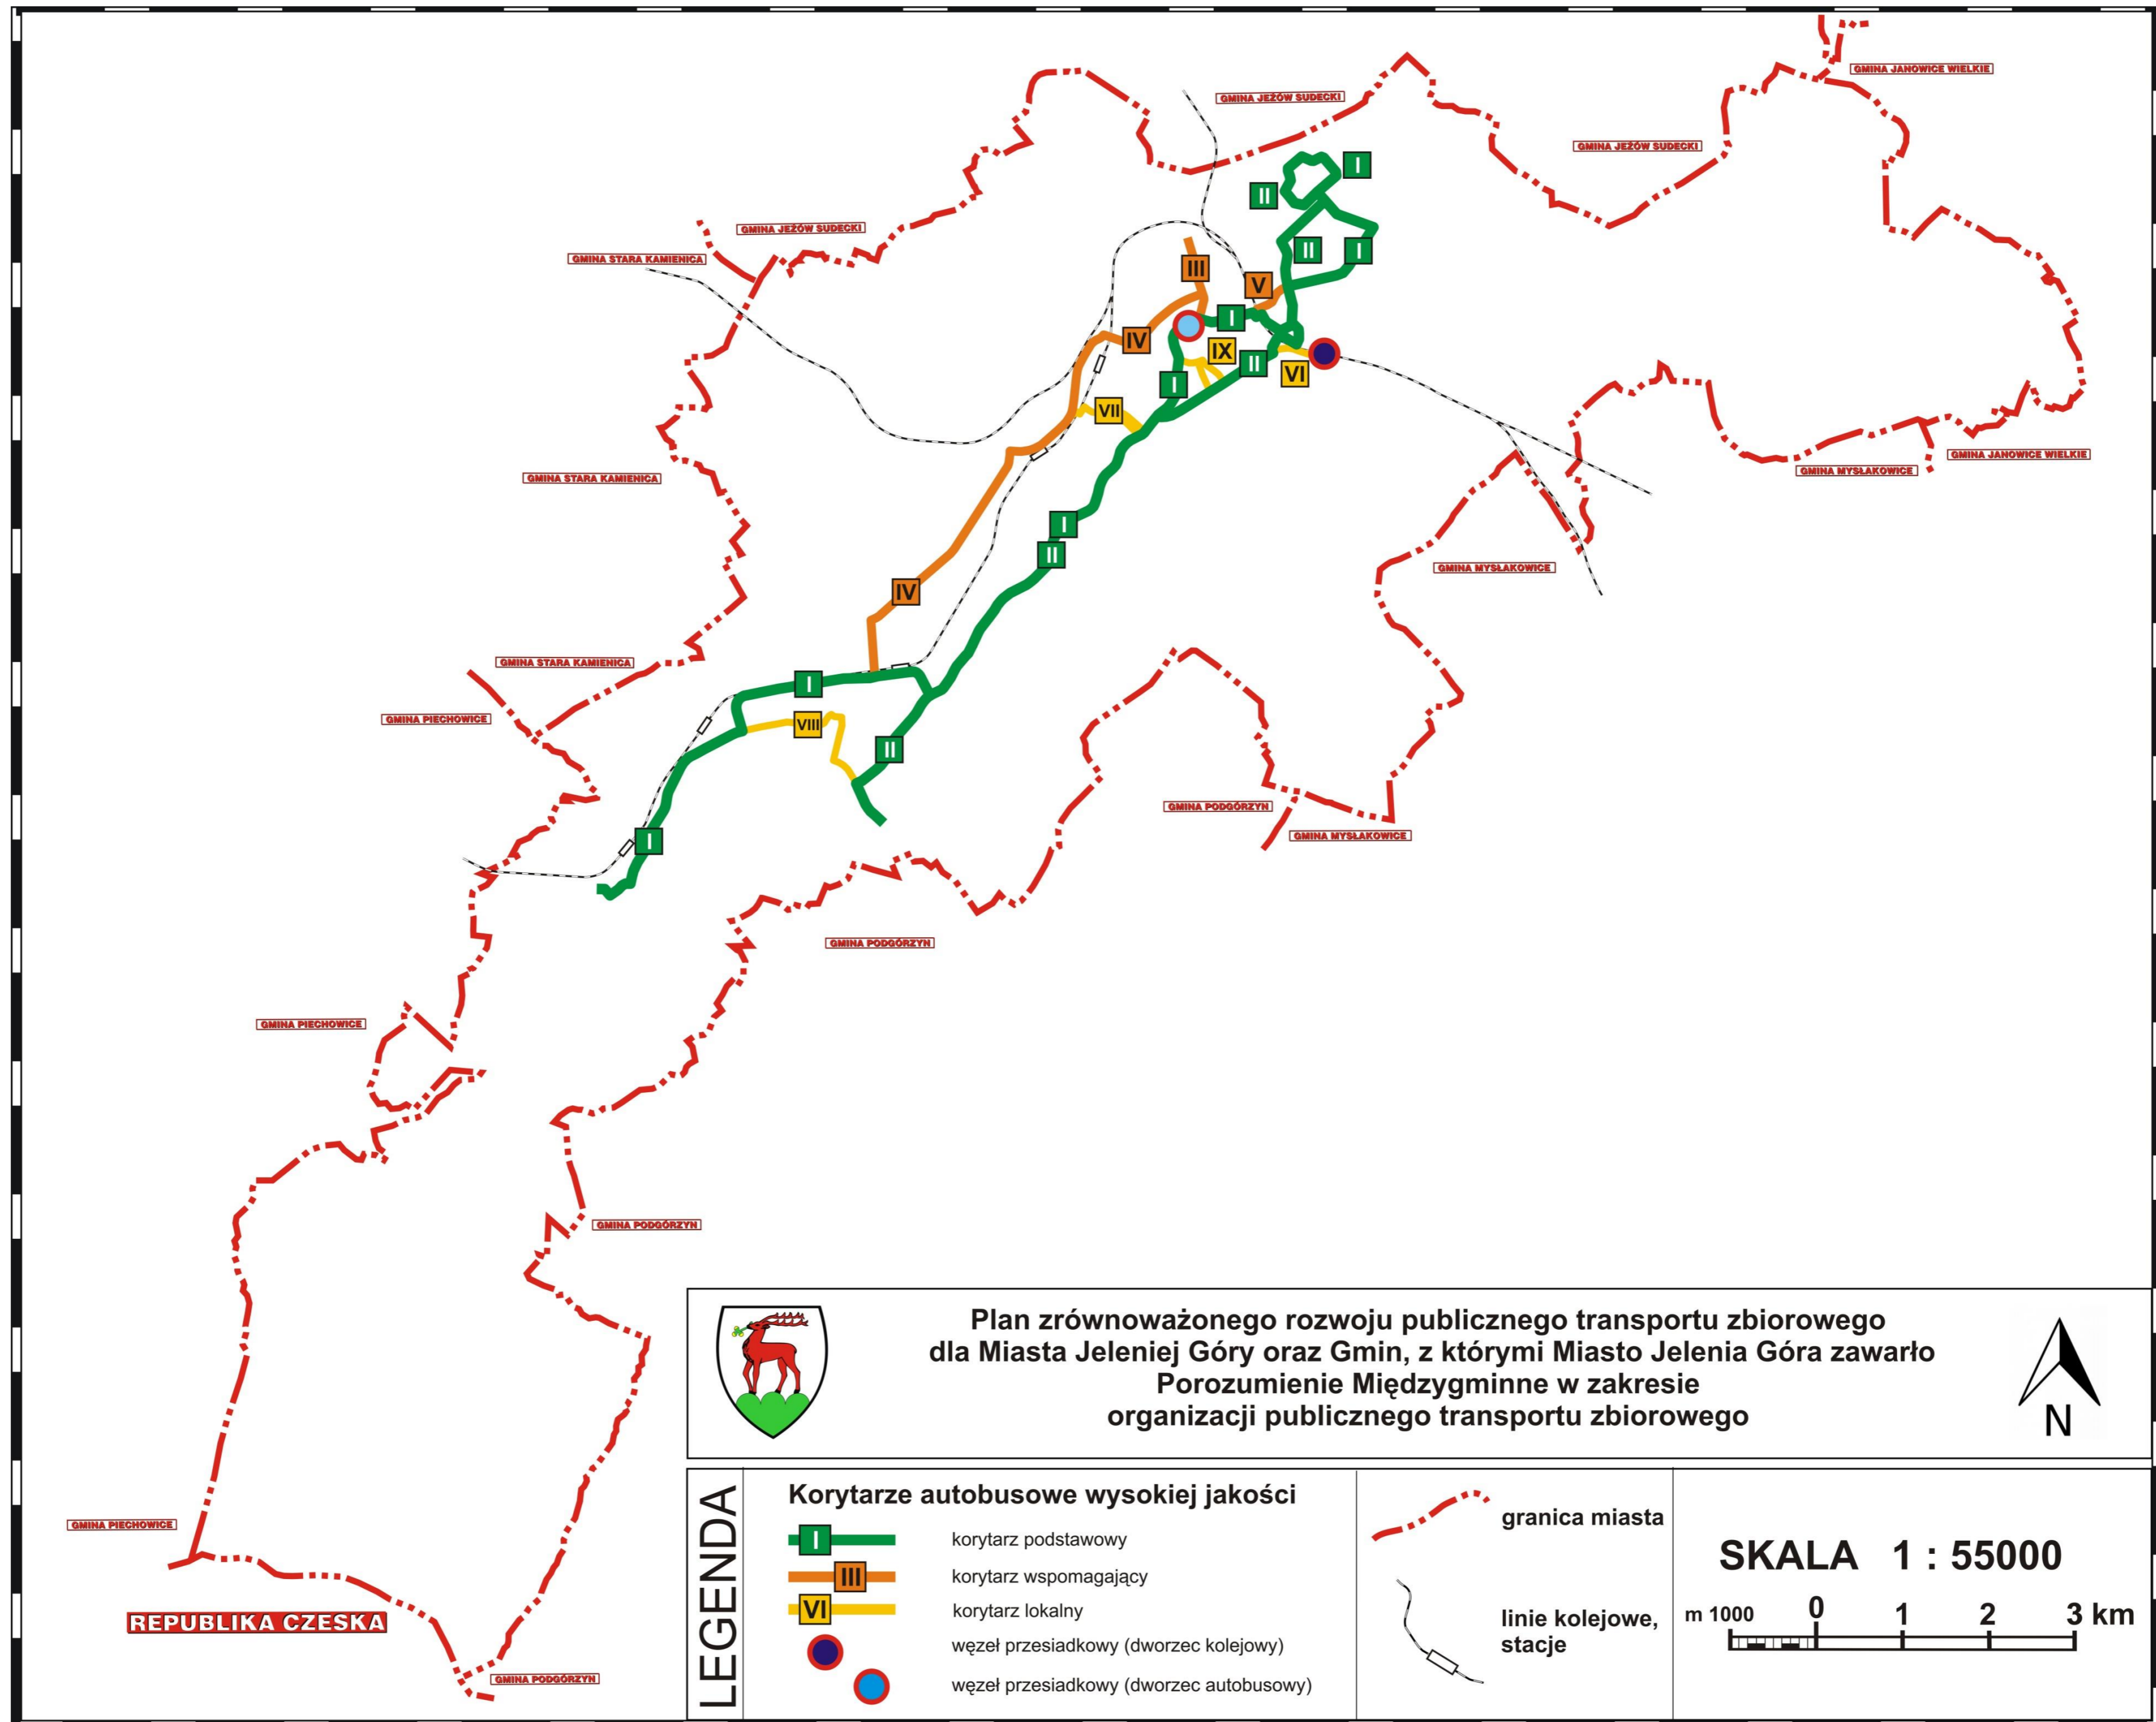 GMINA JANOWICE WIELKIE
GMINA JEŻÓW SUDECKI
GMINA JEŻÓW SUDECKI
I
II
GMINA JEŻÓW SUDECKI
GMINA STARA KAMIENICA
II
I
III
V
I
IV
IX
II
VI
I
VII
GMINA JANOWICE WIELKIE
GMINA MYSŁAKOWICE
GMINA STARA KAMIENICA
I
II
GMINA MYSŁAKOWICE
IV
GMINA STARA KAMIENICA
I
GMINA PIECHOWICE
VIII
II
GMINA PODGÓRZYN
GMINA MYSŁAKOWICE
I
GMINA PODGÓRZYN
GMINA PIECHOWICE
GMINA PODGÓRZYN
Plan zrównoważonego rozwoju publicznego transportu zbiorowego
dla Miasta Jeleniej Góry oraz Gmin, z którymi Miasto Jelenia Góra zawarło
Porozumienie Międzygminne w zakresie
organizacji publicznego transportu zbiorowego
N
GMINA PIECHOWICE
REPUBLIKA CZESKA
GMINA PODGÓRZYN
LEGENDA
Korytarze autobusowe wysokiej jakości
I korytarz podstawowy
III korytarz wspomagający
VI korytarz lokalny
węzeł przesiadkowy (dworzec kolejowy)
węzeł przesiadkowy (dworzec autobusowy)
granica miasta
linie kolejowe,
stacje
SKALA 1 : 55000
m 1000 0 1 2 3 km